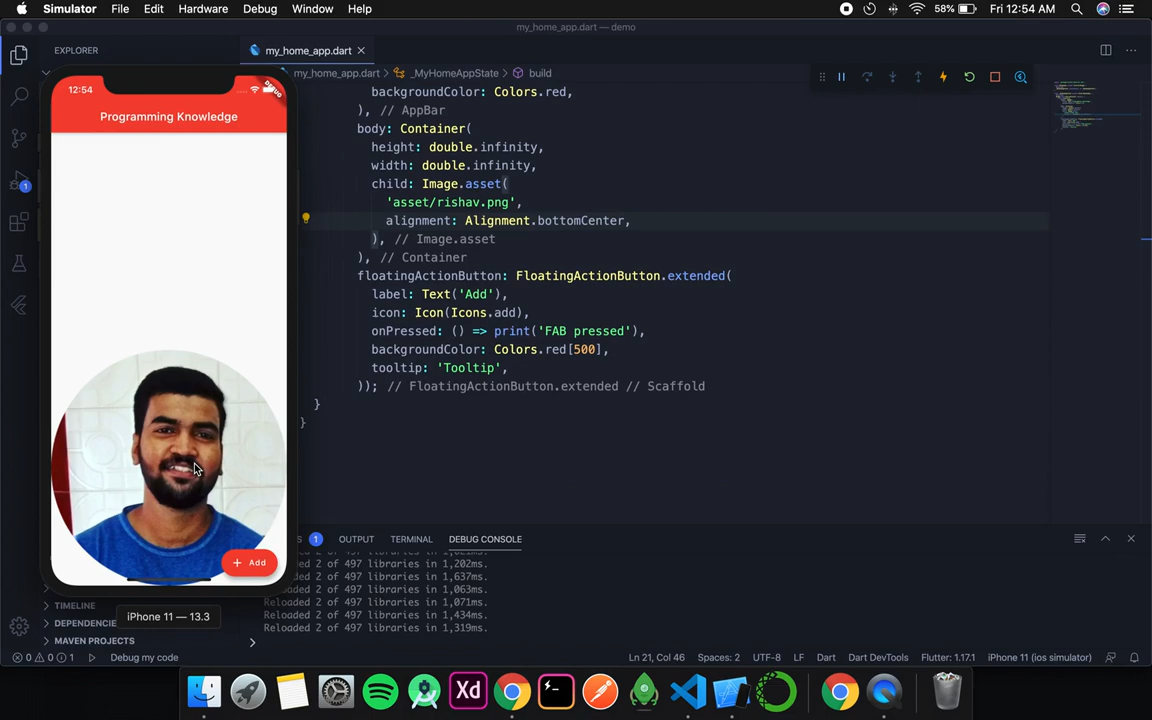 Simulator File Edit Hardware Debug Window Help
58% Fri 12:54 AM
my_home_app.dart — demo
EXPLORER
my_home_app.dart
my_home_app.dart _MyHomeAppState build
backgroundColor: Colors.red,
), // AppBar
body: Container(
height: double.infinity,
width: double.infinity,
child: Image.asset(
'asset/rishav.png',
alignment: Alignment.bottomCenter,
), // Image.asset
), // Container
floatingActionButton: FloatingActionButton.extended(
label: Text('Add'),
icon: Icon(Icons.add),
onPressed: () => print('FAB pressed'),
backgroundColor: Colors.red[500],
tooltip: 'Tooltip',
)); // FloatingActionButton.extended // Scaffold
}
}
12:54
Programming Knowledge
+ Add
iPhone 11 — 13.3
1
1 OUTPUT TERMINAL DEBUG CONSOLE
Reloaded 2 of 497 libraries in 1,202ms.
Reloaded 2 of 497 libraries in 1,637ms.
Reloaded 2 of 497 libraries in 1,063ms.
Reloaded 2 of 497 libraries in 1,071ms.
Reloaded 2 of 497 libraries in 1,434ms.
Reloaded 2 of 497 libraries in 1,319ms.
TIMELINE
DEPENDENCIE
MAVEN PROJECTS
0 0 1 Debug my code
Ln 21, Col 46 Spaces: 2 UTF-8 LF Dart Dart DevTools Flutter: 1.17.1 iPhone 11 (ios simulator)
Xd